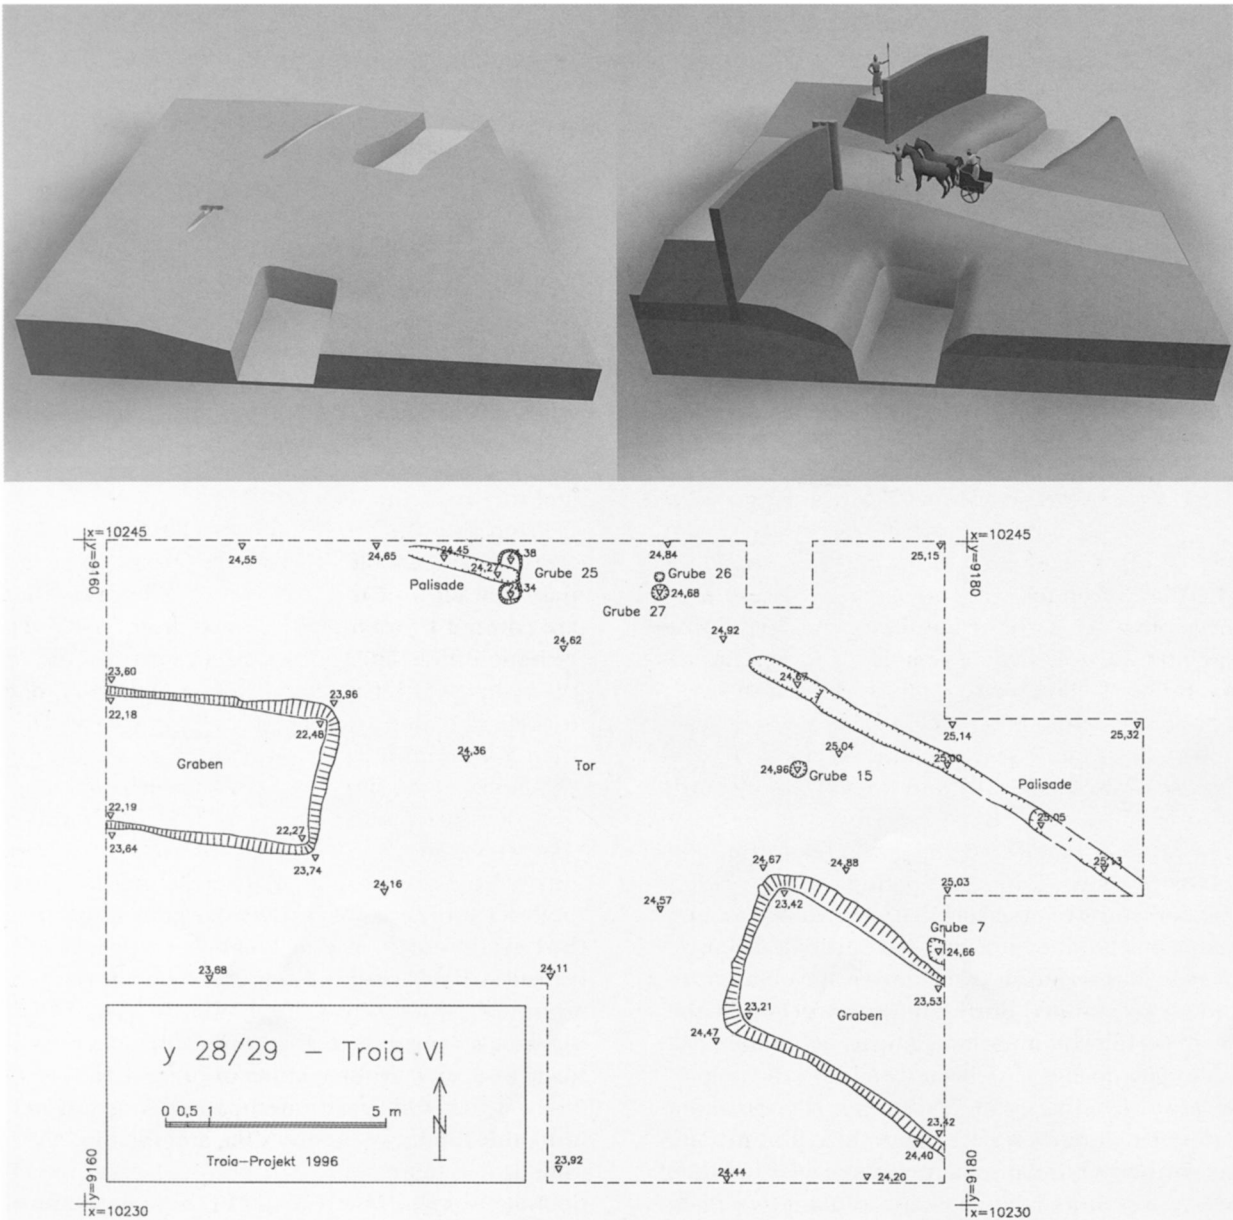 x=10245
y=9160
x=10245
y=9180
24,55
24,65
24,45
24,38
24,27
24,34
Palisade
Grube 25
24,84
Grube 26
24,68
Grube 27
25,15
24,62
24,92
23,60
22,18
23,96
22,48
24,67
25,14
25,32
Graben
24,36
Tor
25,04
24,96
Grube 15
25,00
Palisade
22,19
23,64
22,27
23,74
25,05
25,13
24,16
24,67
24,88
23,42
25,03
24,57
Grube 7
24,66
23,68
24,11
23,53
23,21
Graben
24,47
y 28/29 – Troia VI
0 0,5 1 5 m
N
Troia-Projekt 1996
23,42
24,40
23,92
24,44
24,20
y=9160
x=10230
y=9180
x=10230